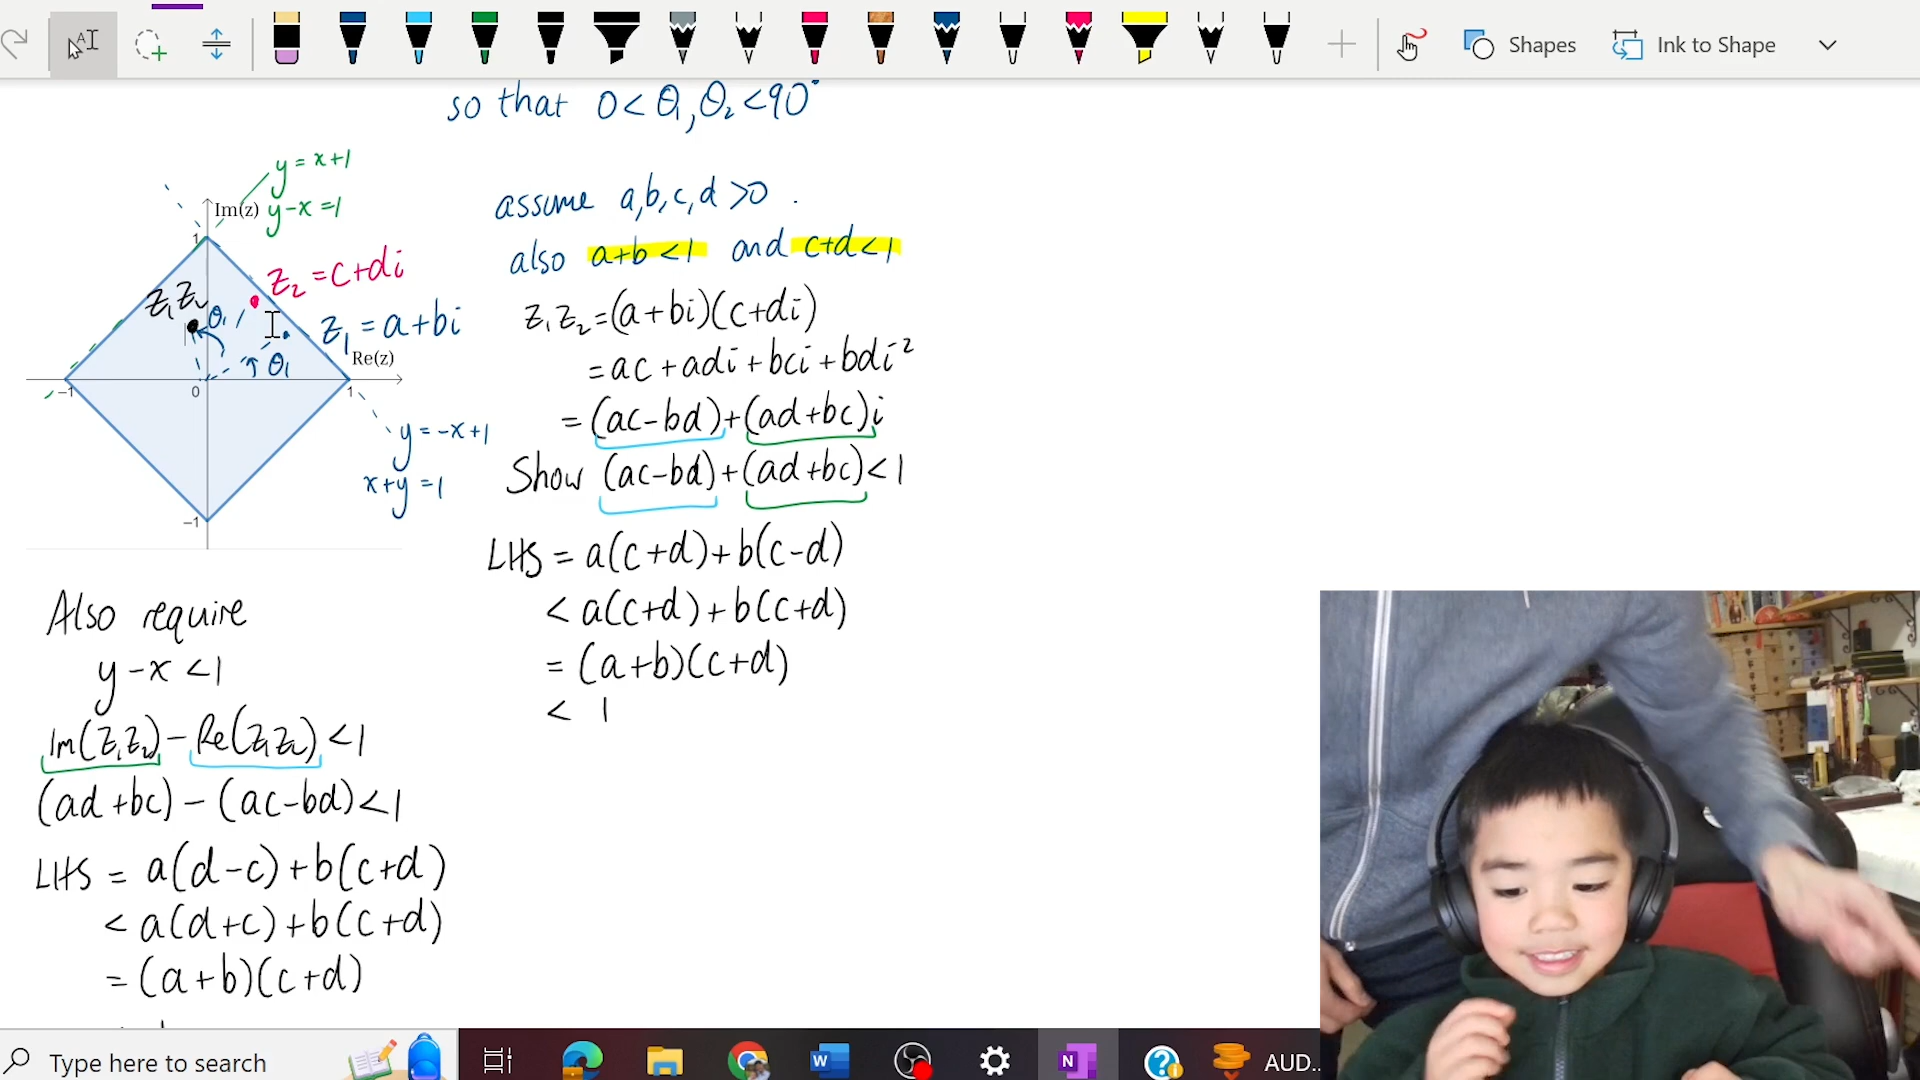 Shapes
Ink to Shape
so that 0<θ₁,θ₂<90°
y = x+1
y-x =1
Im(z)
1
z₂ =c+di
z₁z₂
θ₁
z₁ =a+bi
θ₁
Re(z)
-1
0
1
y = -x+1
x+y =1
-1
assume a,b,c,d >0 .
also a+b <1 and c+d<1
z₁z₂=(a+bi)(c+di)
=ac+adi+bci+bdi²
=(ac-bd)+(ad+bc)i
Show (ac-bd)+(ad+bc)<1
LHS = a(c+d)+b(c-d)
< a(c+d)+b(c+d)
= (a+b)(c+d)
< 1
Also require
y-x <1
Im(z₁z₂)-Re(z₁z₂) <1
(ad+bc)-(ac-bd)<1
LHS = a(d-c)+b(c+d)
< a(d+c)+b(c+d)
= (a+b)(c+d)
Type here to search
AUD...